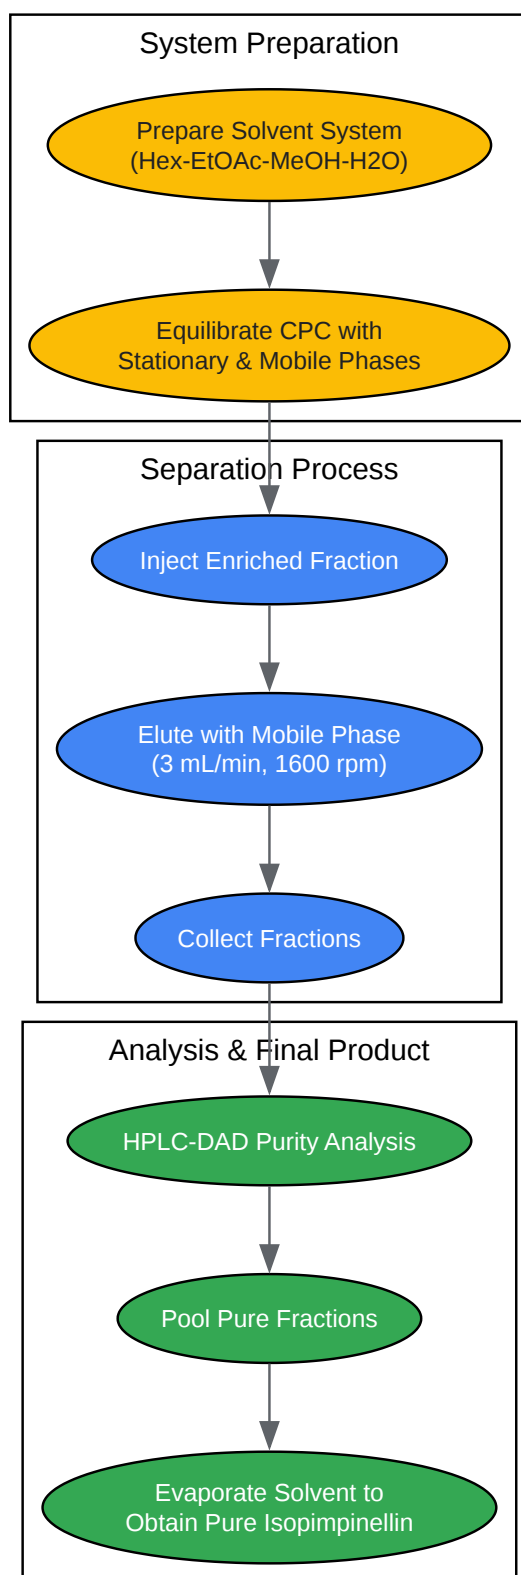 System Preparation
Prepare Solvent System
(Hex-EtOAc-MeOH-H2O)
Equilibrate CPC with
Stationary & Mobile Phases
Separation Process
Inject Enriched Fraction
Elute with Mobile Phase
(3 mL/min, 1600 rpm)
Collect Fractions
Analysis & Final Product
HPLC-DAD Purity Analysis
Pool Pure Fractions
Evaporate Solvent to
Obtain Pure Isopimpinellin